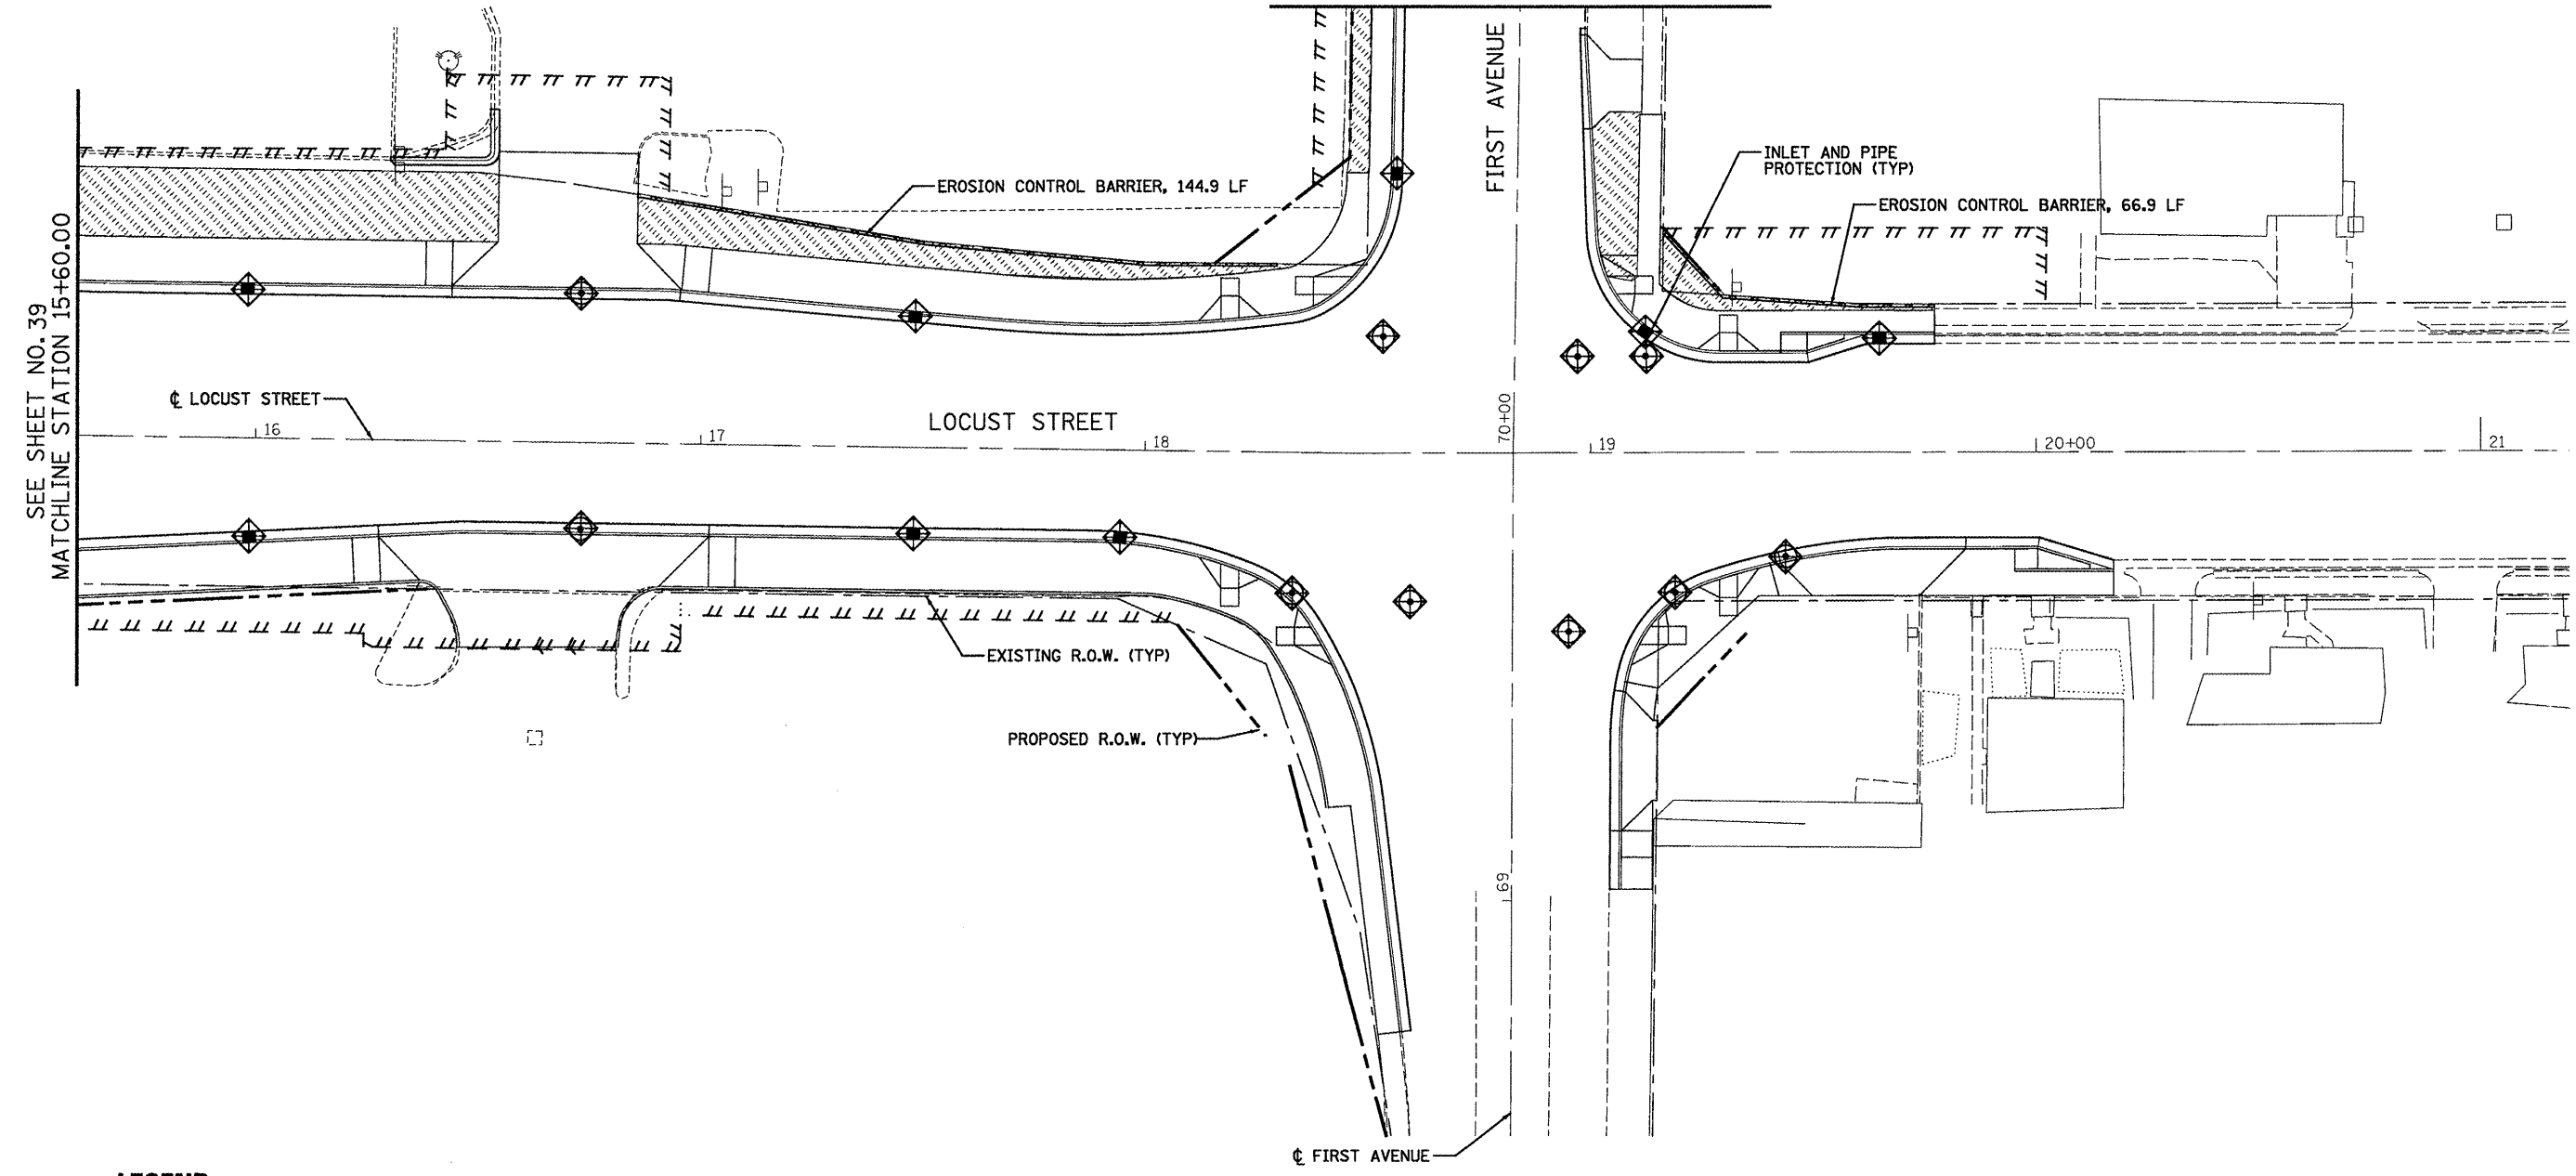 FIRST AVENUE
INLET AND PIPE
PROTECTION (TYP)
EROSION CONTROL BARRIER, 144.9 LF
EROSION CONTROL BARRIER, 66.9 LF
SEE SHEET NO. 39
MATCHLINE STATION 15+60.00
℄ LOCUST STREET
LOCUST STREET
70+00
16
17
18
19
20+00
21
EXISTING R.O.W. (TYP)
PROPOSED R.O.W. (TYP)
69
℄ FIRST AVENUE
LEGEND